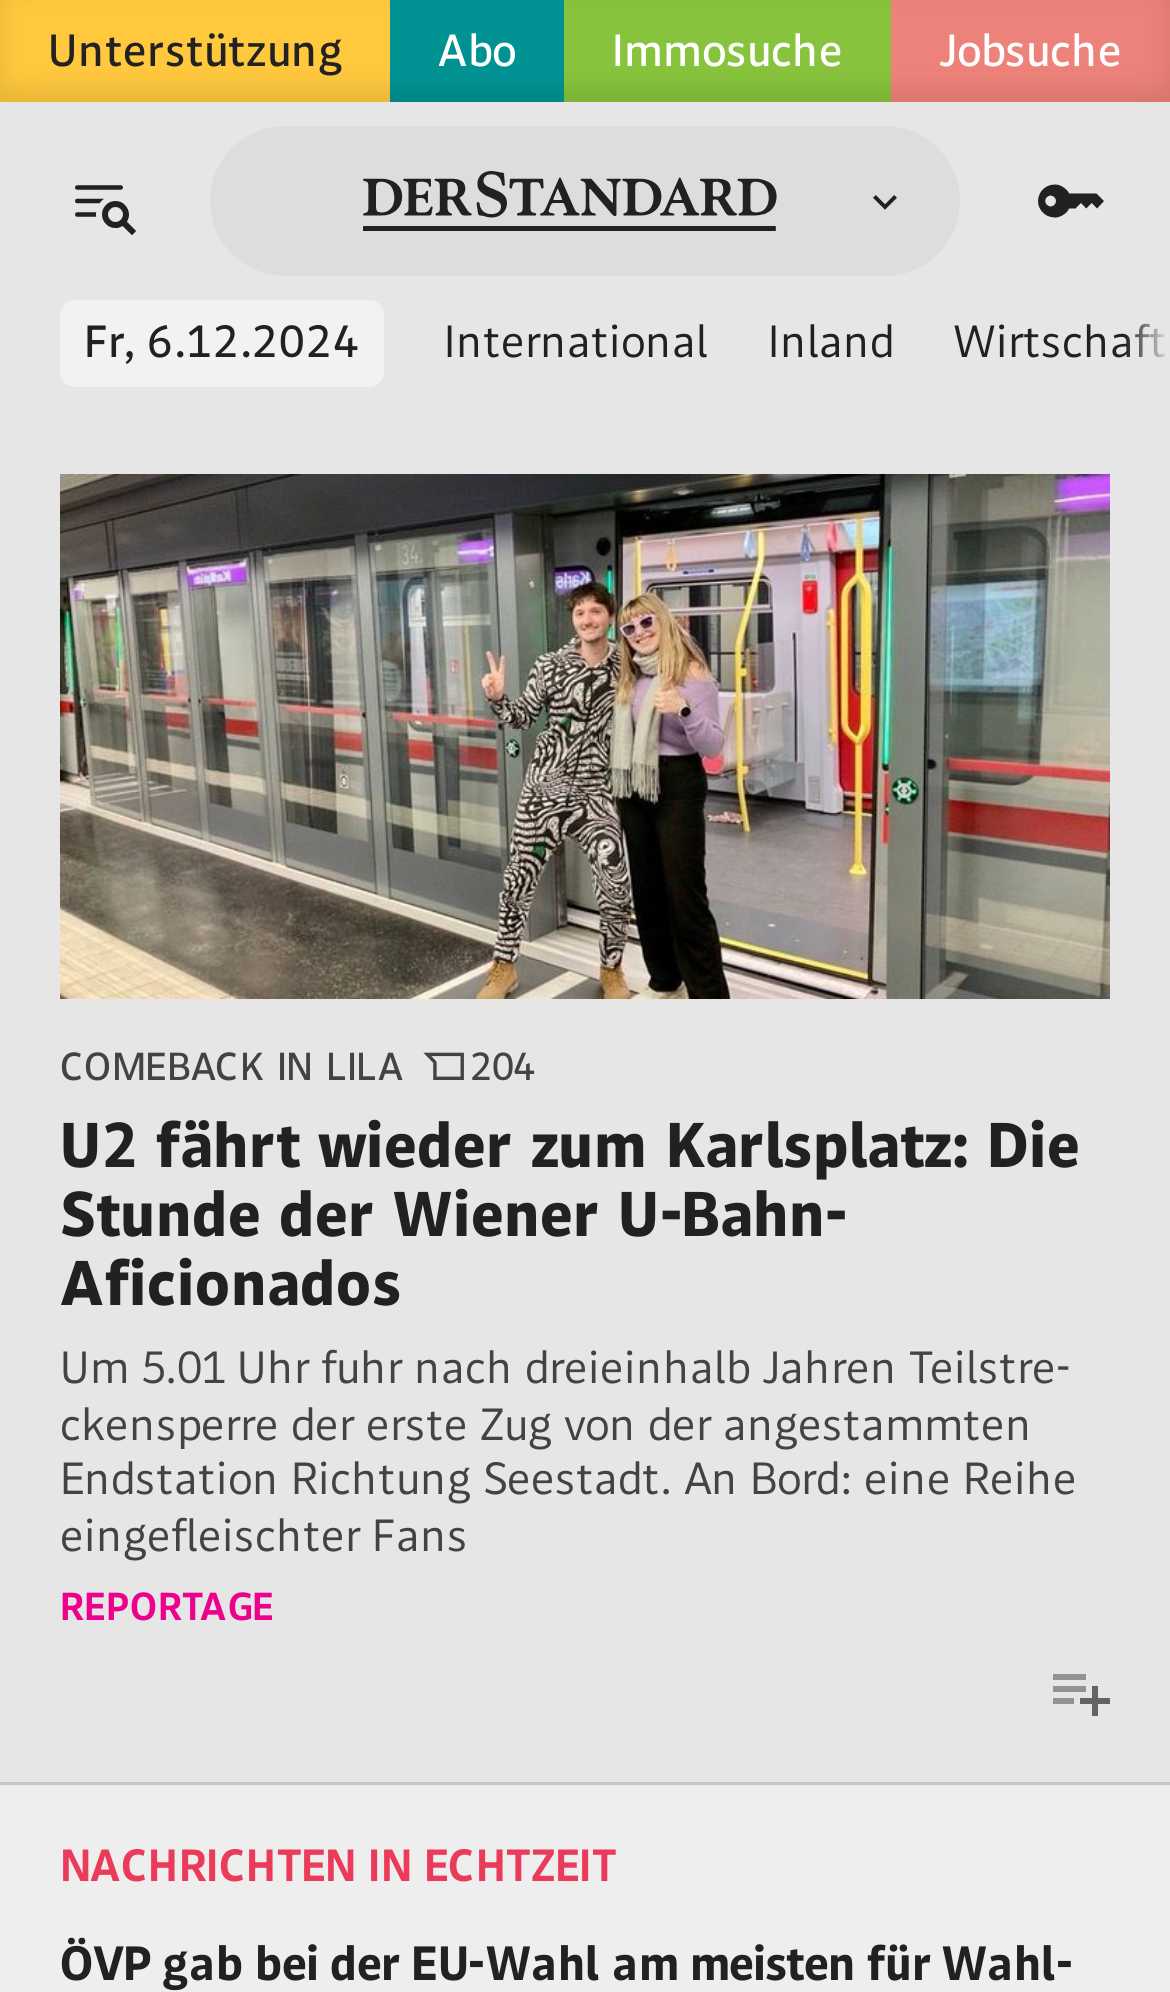 Unterstützung Abo Immosuche Jobsuche
DERSTANDARD
Fr, 6.12.2024 International Inland Wirtschaft
34
COMEBACK IN LILA 204
U2 fährt wieder zum Karlsplatz: Die
Stunde der Wiener U-Bahn-
Aficionados
Um 5.01 Uhr fuhr nach dreieinhalb Jahren Teilstre-
ckensperre der erste Zug von der angestammten
Endstation Richtung Seestadt. An Bord: eine Reihe
eingefleischter Fans
REPORTAGE
NACHRICHTEN IN ECHTZEIT
ÖVP gab bei der EU-Wahl am meisten für Wahl-